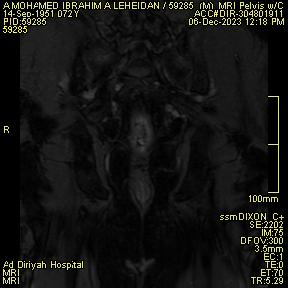 A MOHAMED IBRAHIM A LEHEIDAN / 59285 (M) MRI Pelvis w/C
14-Sep-1951 072Y ACC#DIR-304801911
PID:59285 06-Dec-2023 12:18 PM
59285
R
100mm
ssmDIXON_C+
SE:2202
IM:75
DFOV:300
3.5mm
EC:1
Ad Diriyah Hospital TE:0
MRI ET:70
MRI TR:5.29